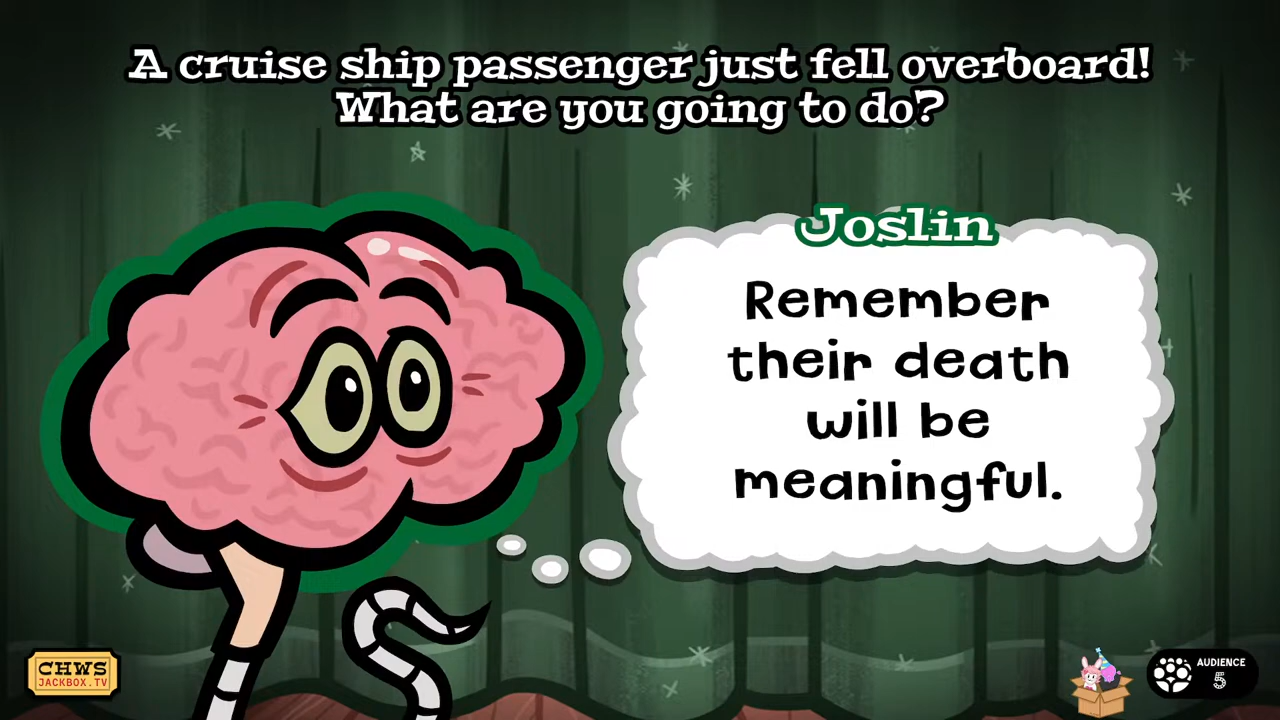 A cruise ship passenger just fell overboard!
What are you going to do?
Joslin
Remember
their death
will be
meaningful.
CHWS
JACKBOX.TV
AUDIENCE
5